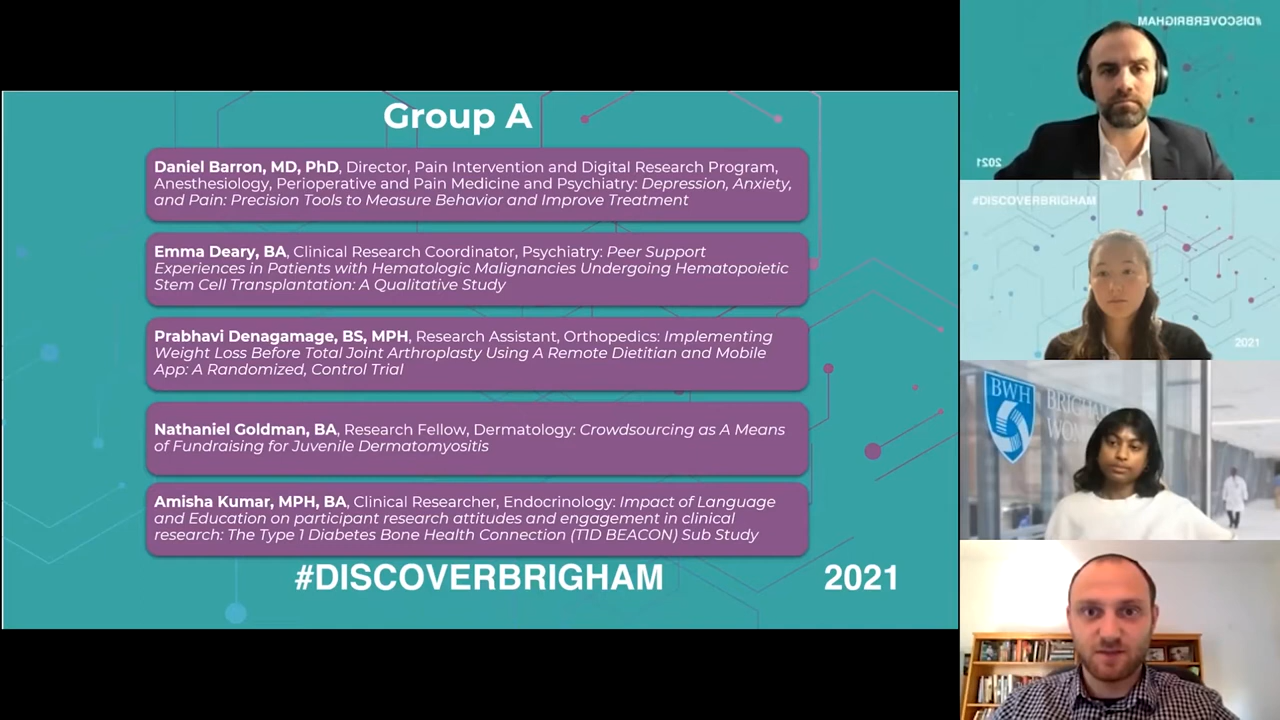 Group A
Daniel Barron, MD, PhD, Director, Pain Intervention and Digital Research Program,
Anesthesiology, Perioperative and Pain Medicine and Psychiatry: Depression, Anxiety,
and Pain: Precision Tools to Measure Behavior and Improve Treatment
Emma Deary, BA, Clinical Research Coordinator, Psychiatry: Peer Support
Experiences in Patients with Hematologic Malignancies Undergoing Hematopoietic
Stem Cell Transplantation: A Qualitative Study
Prabhavi Denagamage, BS, MPH, Research Assistant, Orthopedics: Implementing
Weight Loss Before Total Joint Arthroplasty Using A Remote Dietitian and Mobile
App: A Randomized, Control Trial
Nathaniel Goldman, BA, Research Fellow, Dermatology: Crowdsourcing as A Means
of Fundraising for Juvenile Dermatomyositis
Amisha Kumar, MPH, BA, Clinical Researcher, Endocrinology: Impact of Language
and Education on participant research attitudes and engagement in clinical
research: The Type 1 Diabetes Bone Health Connection (T1D BEACON) Sub Study
#DISCOVERBRIGHAM 2021
#DISCOVERBRIGHAM
2021
#DISCOVERBRIGHAM
2021
BWH